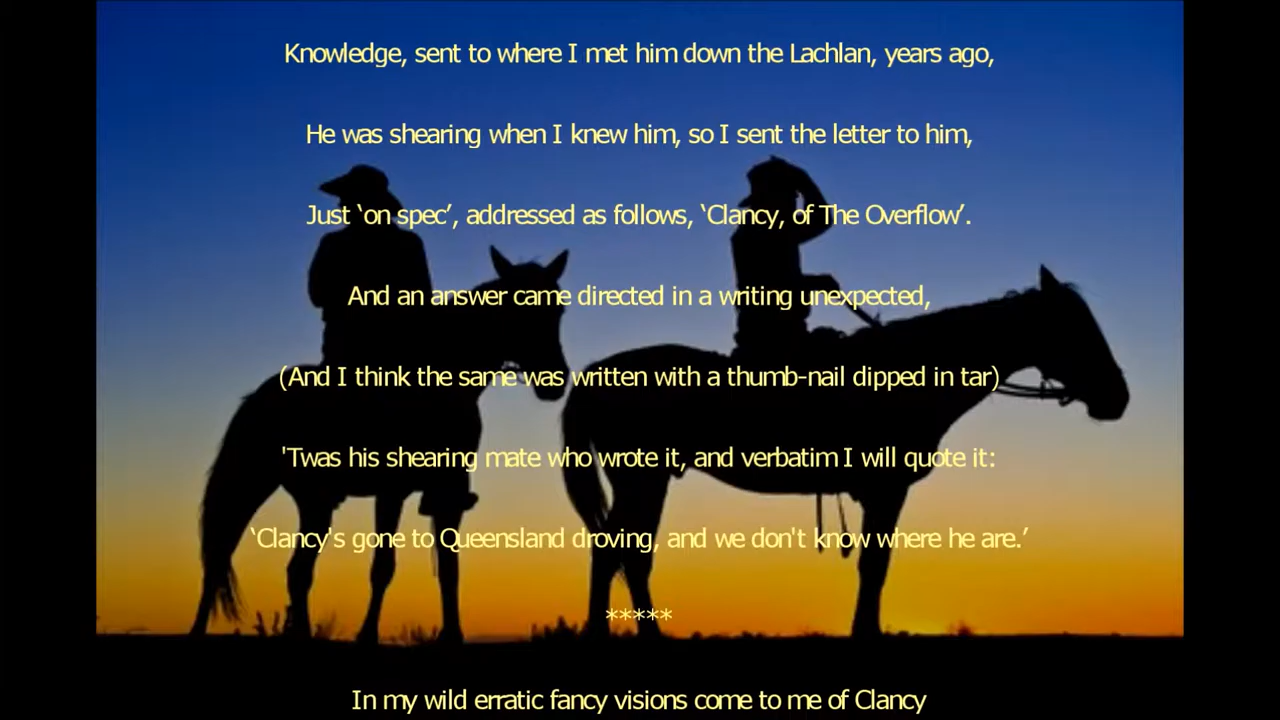 Knowledge, sent to where I met him down the Lachlan, years ago,
He was shearing when I knew him, so I sent the letter to him,
Just ‘on spec’, addressed as follows, ‘Clancy, of The Overflow’.
And an answer came directed in a writing unexpected,
(And I think the same was written with a thumb-nail dipped in tar)
'Twas his shearing mate who wrote it, and verbatim I will quote it:
‘Clancy's gone to Queensland droving, and we don't know where he are.’
*****
In my wild erratic fancy visions come to me of Clancy